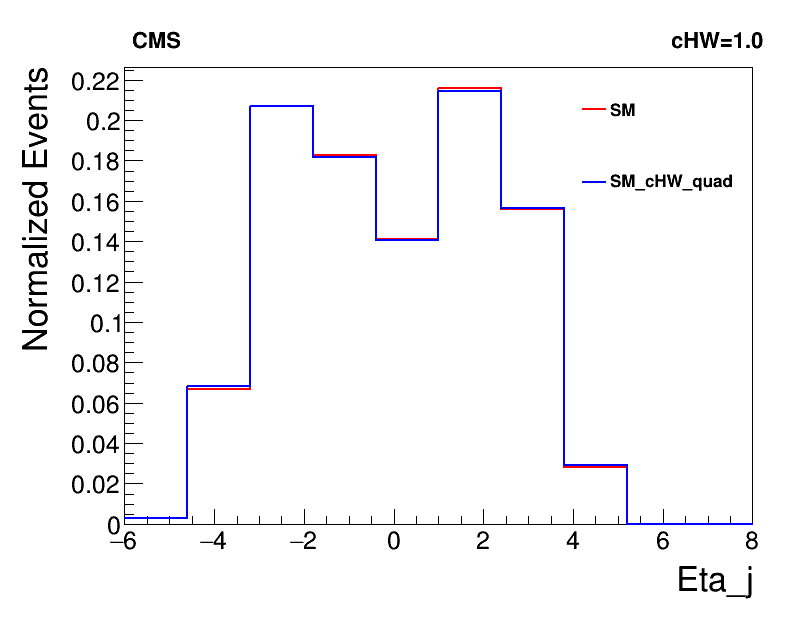 CMS
cHW=1.0
Normalized Events
0.22
0.2
0.18
0.16
0.14
0.12
0.1
0.08
0.06
0.04
0.02
0
SM
SM_cHW_quad
−6 −4 −2 0 2 4 6 8
Eta_j